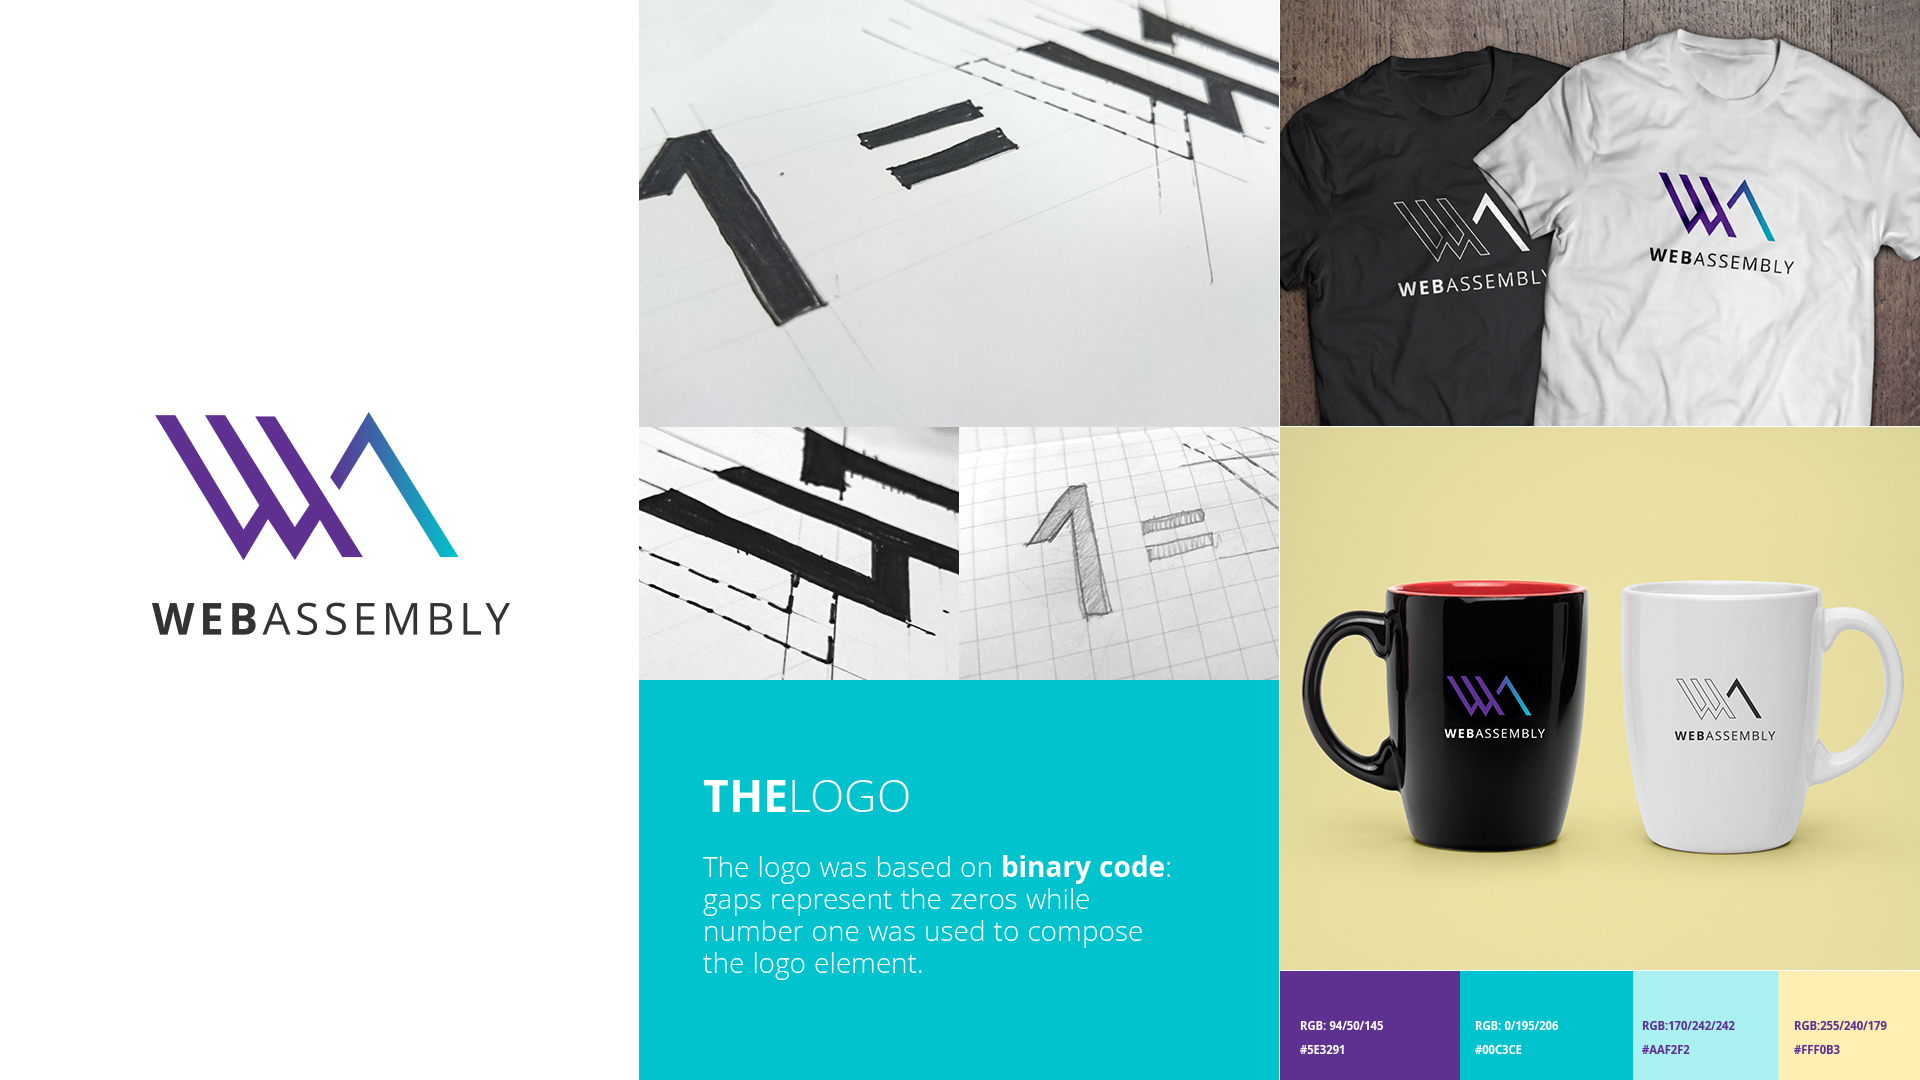 WEBASSEMBLY
1 =
1 =
THELOGO
The logo was based on binary code:
gaps represent the zeros while
number one was used to compose
the logo element.
WEBASSEMBLY
WEBASSEMBLY
WEBASSEMBLY
WEBASSEMBLY
RGB: 94/50/145
#5E3291
RGB: 0/195/206
#00C3CE
RGB:170/242/242
#AAF2F2
RGB:255/240/179
#FFF0B3